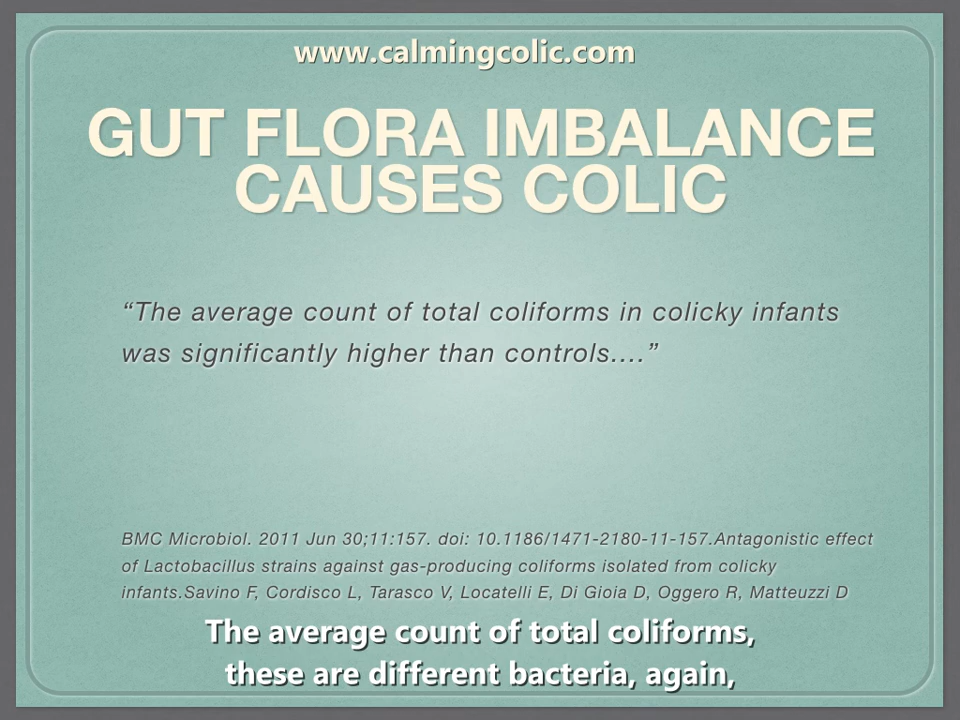 www.calmingcolic.com
GUT FLORA IMBALANCE
CAUSES COLIC
“The average count of total coliforms in colicky infants
was significantly higher than controls....”
BMC Microbiol. 2011 Jun 30;11:157. doi: 10.1186/1471-2180-11-157.Antagonistic effect
of Lactobacillus strains against gas-producing coliforms isolated from colicky
infants.Savino F, Cordisco L, Tarasco V, Locatelli E, Di Gioia D, Oggero R, Matteuzzi D
The average count of total coliforms,
these are different bacteria, again,